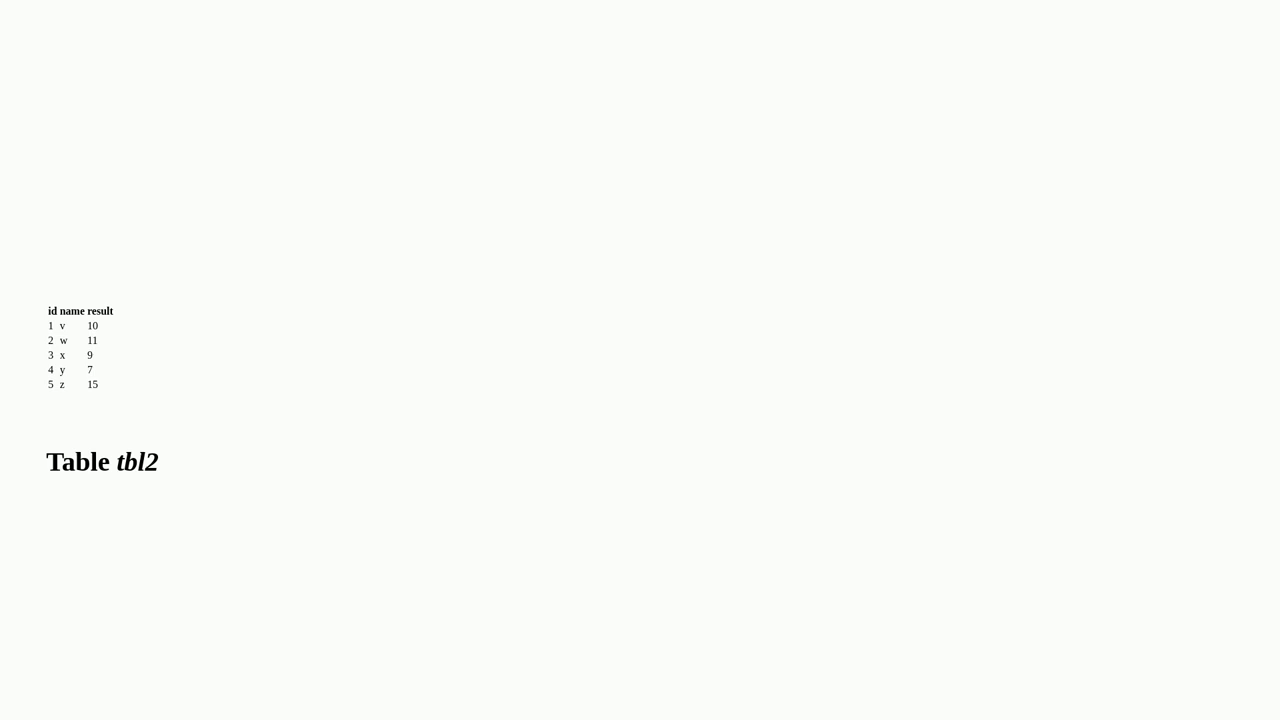 id name result
1 v 10
2 w 11
3 x 9
4 y 7
5 z 15
Table tbl2